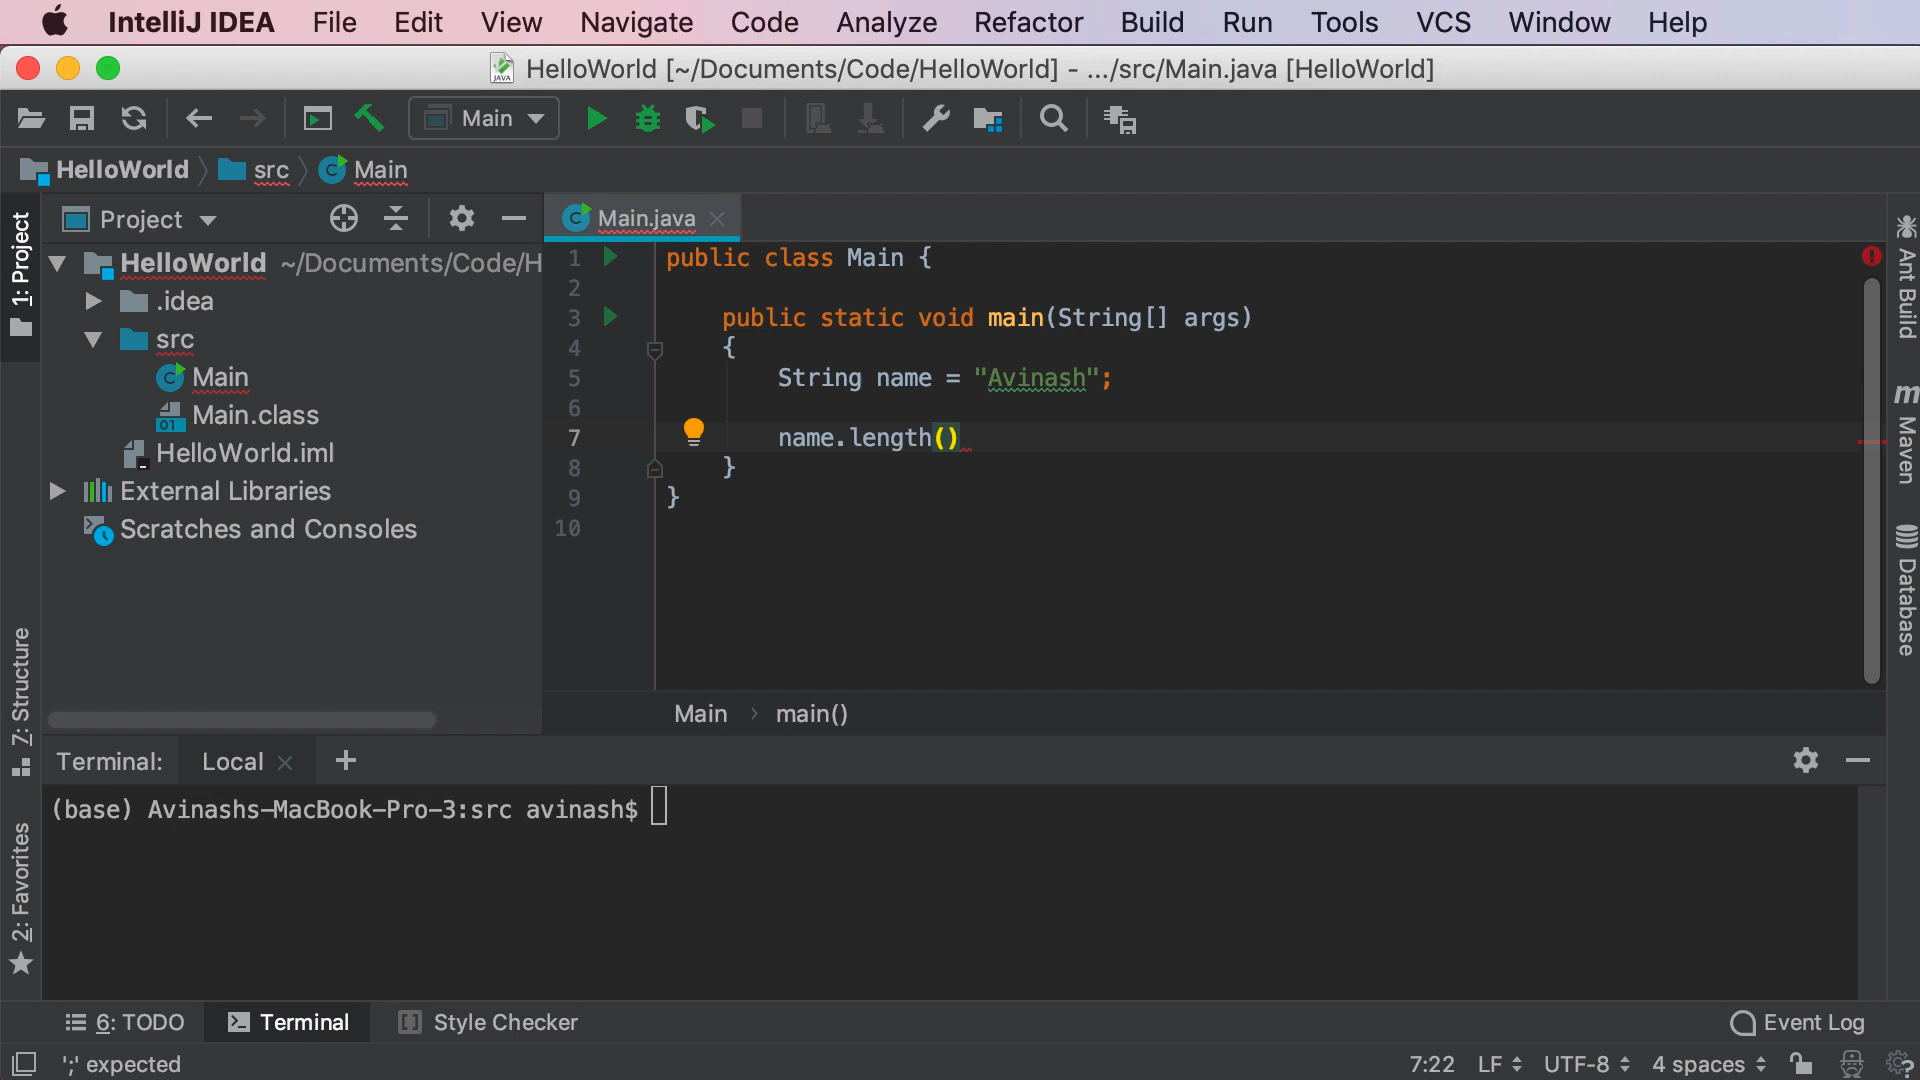 IntelliJ IDEA File Edit View Navigate Code Analyze Refactor Build Run Tools VCS Window Help
JAVA HelloWorld [~/Documents/Code/HelloWorld] - .../src/Main.java [HelloWorld]
Main
HelloWorld src Main
1: Project
Project
HelloWorld ~/Documents/Code/H
.idea
src
Main
Main.class
HelloWorld.iml
External Libraries
Scratches and Consoles
Main.java
1 public class Main {
2
3 public static void main(String[] args)
4 {
5 String name = "Avinash";
6
7 name.length()
8 }
9 }
10
Main › main()
Ant Build
Maven
Database
7: Structure
2: Favorites
Terminal: Local +
(base) Avinashs-MacBook-Pro-3:src avinash$
6: TODO Terminal Style Checker Event Log
';' expected 7:22 LF UTF-8 4 spaces